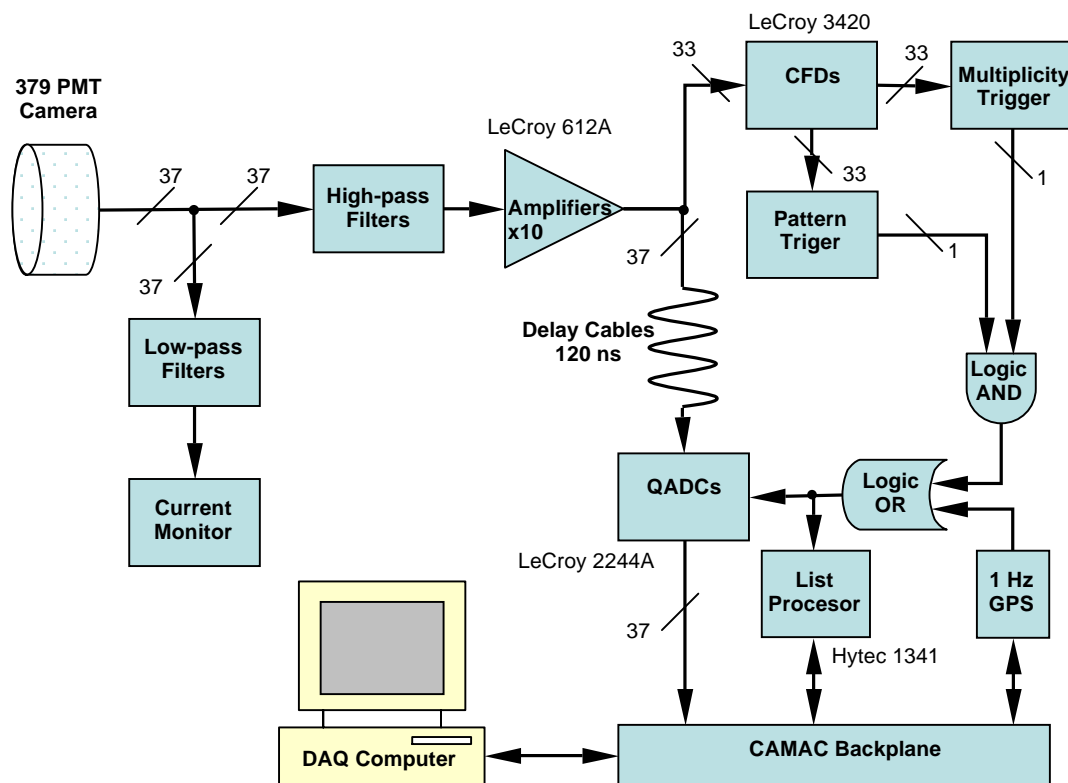 LeCroy 3420
33
CFDs
33
Multiplicity
Trigger
379 PMT
Camera
LeCroy 612A
37
37
High-pass
Filters
Amplifiers
x10
33
1
Pattern
Triger
37
1
37
Low-pass
Filters
Delay Cables
120 ns
Logic
AND
Current
Monitor
QADCs
Logic
OR
LeCroy 2244A
List
Procesor
1 Hz
GPS
37
Hytec 1341
DAQ Computer
CAMAC Backplane